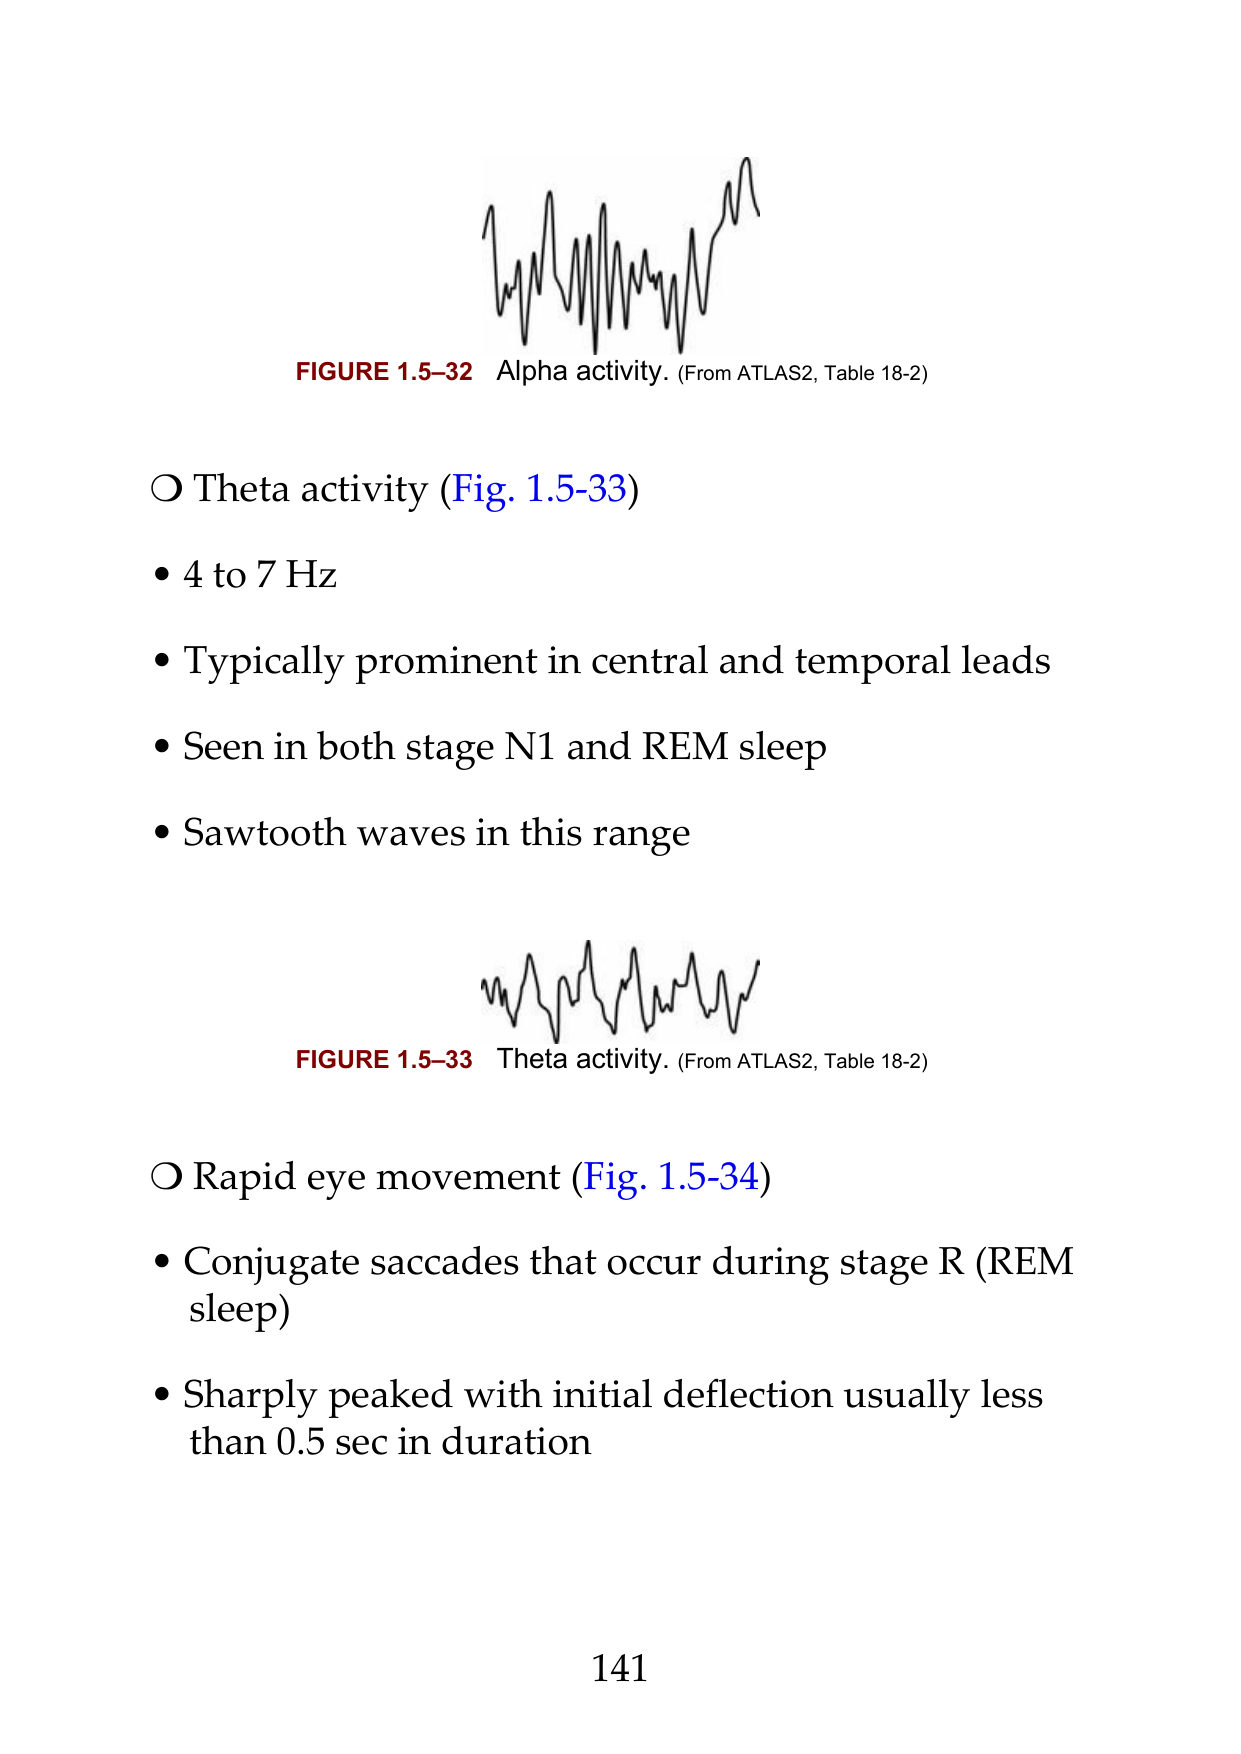 FIGURE 1.5–32 Alpha activity. (From ATLAS2, Table 18-2)
❍ Theta activity (Fig. 1.5-33)
• 4 to 7 Hz
• Typically prominent in central and temporal leads
• Seen in both stage N1 and REM sleep
• Sawtooth waves in this range
FIGURE 1.5–33 Theta activity. (From ATLAS2, Table 18-2)
❍ Rapid eye movement (Fig. 1.5-34)
• Conjugate saccades that occur during stage R (REM
sleep)
• Sharply peaked with initial deflection usually less
than 0.5 sec in duration
141